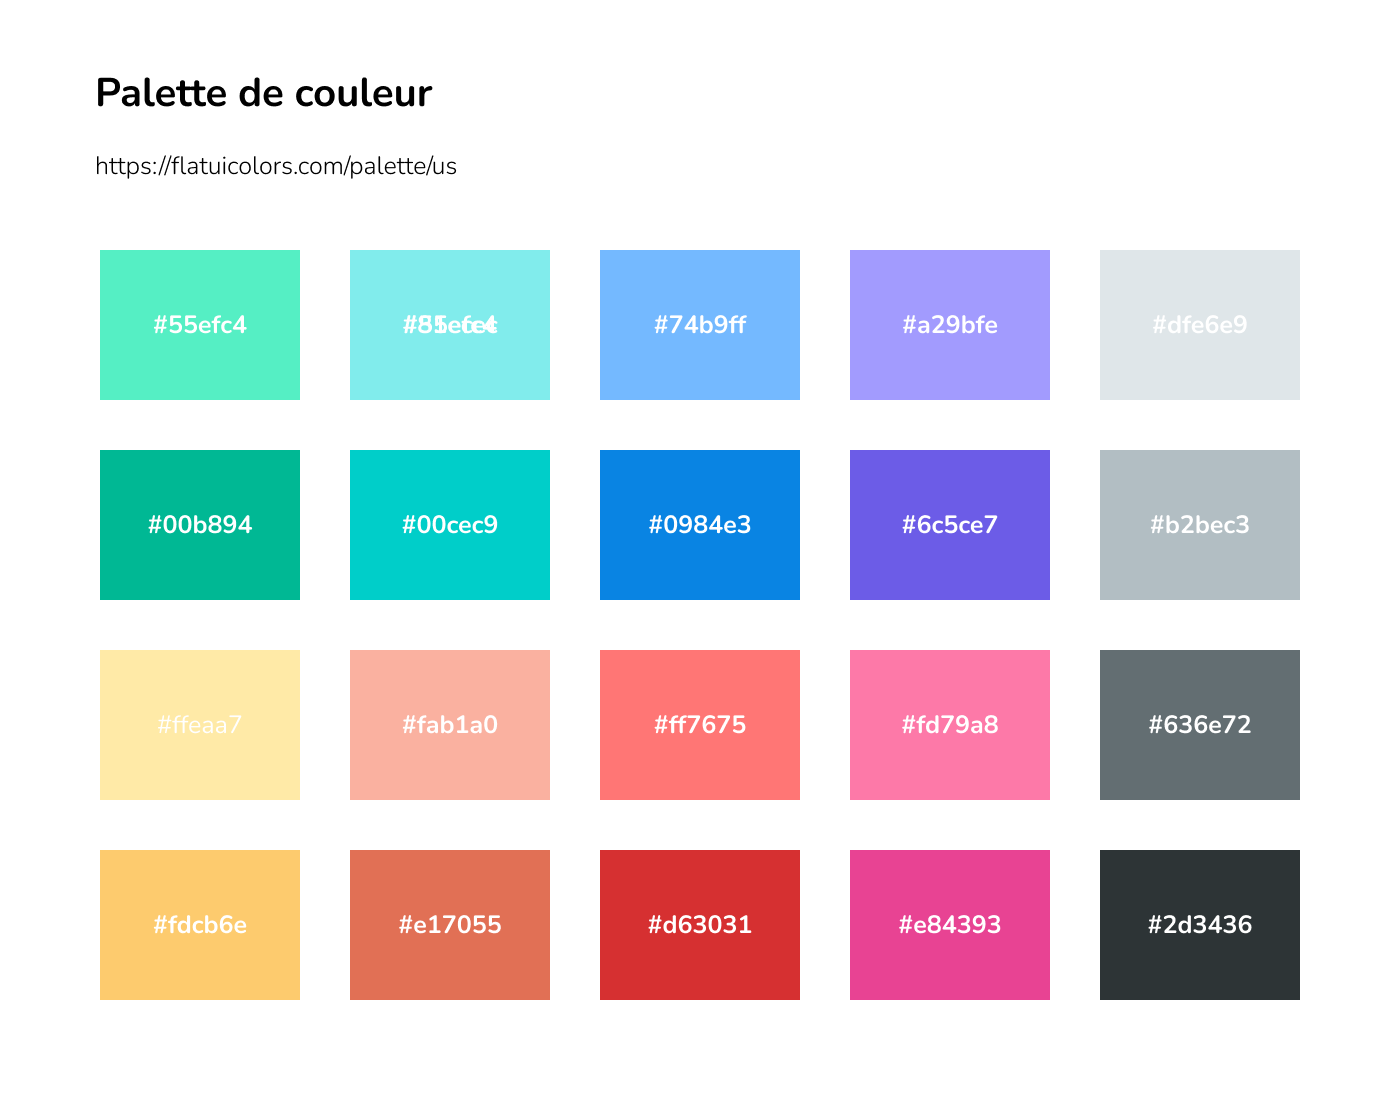 Palette de couleur
https://flatuicolors.com/palette/us
#55efc4 #74b9ff #a29bfe #dfe6e9
#00b894 #00cec9 #0984e3 #6c5ce7 #b2bec3
#ffeaa7 #fab1a0 #ff7675 #fd79a8 #636e72
#fdcb6e #e17055 #d63031 #e84393 #2d3436